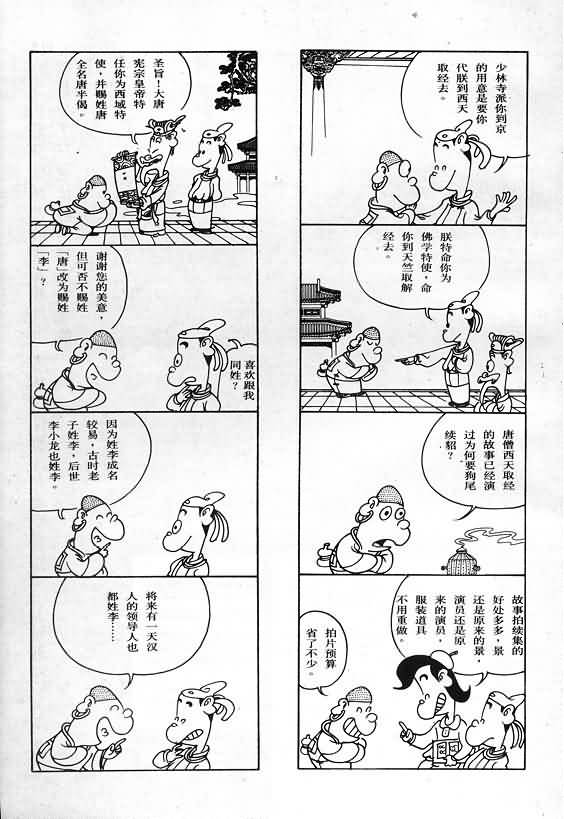 少林寺派你到京
的用意是要你
代朕到西天
取经去。
朕特命你为
佛学特使，命
你到天竺取解
经去。
唐僧西天取经
的故事已经演
过为何要狗尾
续貂？
故事拍续集的
好处多多，景
还是原来的景，
演员还是原
来的演员，
服装道具
不用重做。
拍片预算
省了不少。
圣旨！大唐
宪宗皇帝特
任你为西域特
使，并赐姓唐
全名唐半偈。
谢谢您的美意，
但可否不赐姓
「唐」改为赐姓
「李」？
喜欢跟我
同姓？
因为姓李成名
较易，古时老
子姓李，后世
李小龙也姓李。
将来有一天汉
人的领导人也
都姓李……